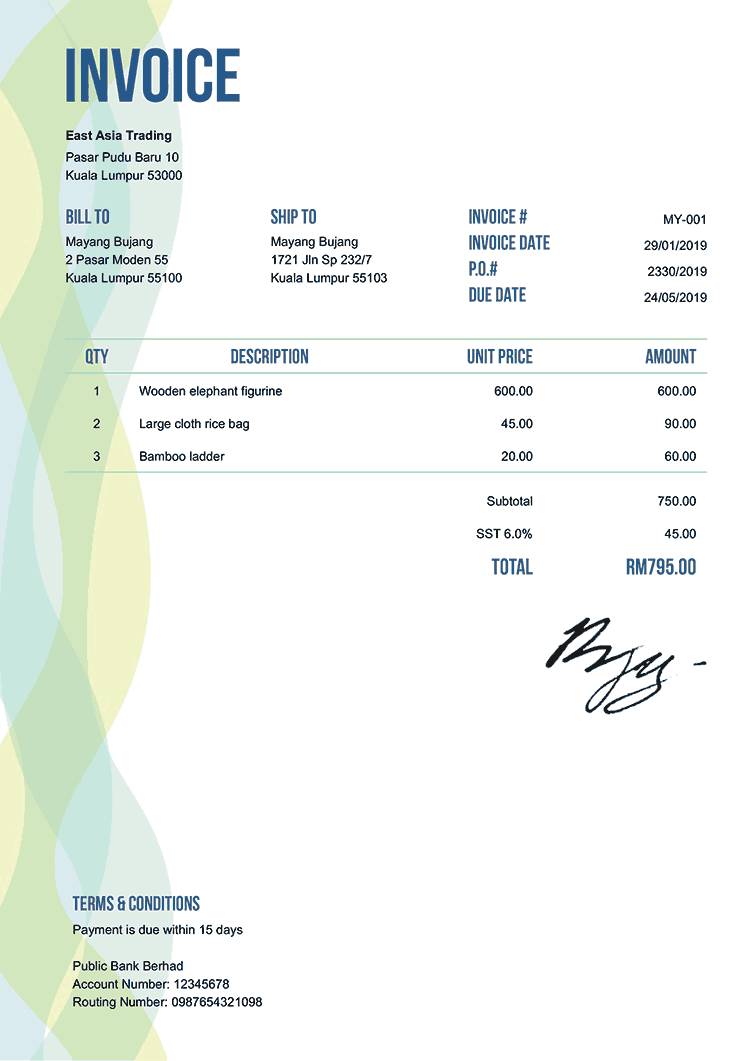 INVOICE
East Asia Trading
Pasar Pudu Baru 10
Kuala Lumpur 53000
BILL TO
Mayang Bujang
2 Pasar Moden 55
Kuala Lumpur 55100
SHIP TO
Mayang Bujang
1721 Jln Sp 232/7
Kuala Lumpur 55103
INVOICE # MY-001
INVOICE DATE 29/01/2019
P.O.# 2330/2019
DUE DATE 24/05/2019
QTY DESCRIPTION UNIT PRICE AMOUNT
1 Wooden elephant figurine 600.00 600.00
2 Large cloth rice bag 45.00 90.00
3 Bamboo ladder 20.00 60.00
Subtotal 750.00
SST 6.0% 45.00
TOTAL RM795.00
TERMS & CONDITIONS
Payment is due within 15 days
Public Bank Berhad
Account Number: 12345678
Routing Number: 0987654321098